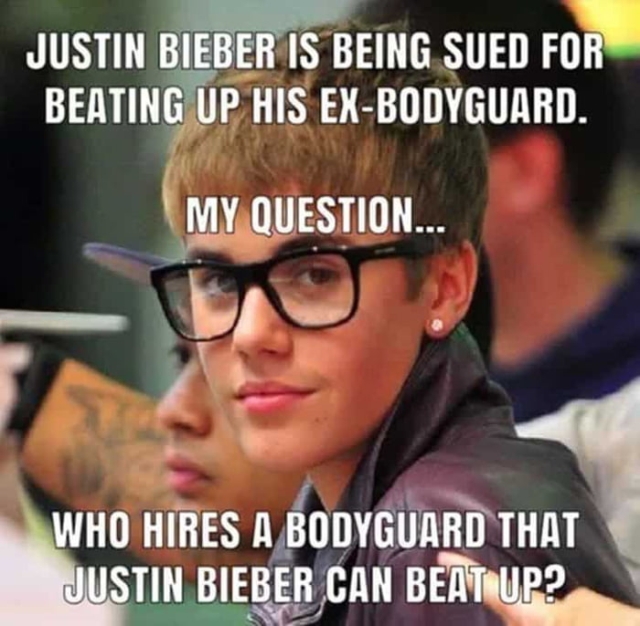 JUSTIN BIEBER IS BEING SUED FOR
BEATING UP HIS EX-BODYGUARD.
MY QUESTION...
WHO HIRES A BODYGUARD THAT
JUSTIN BIEBER CAN BEAT UP?